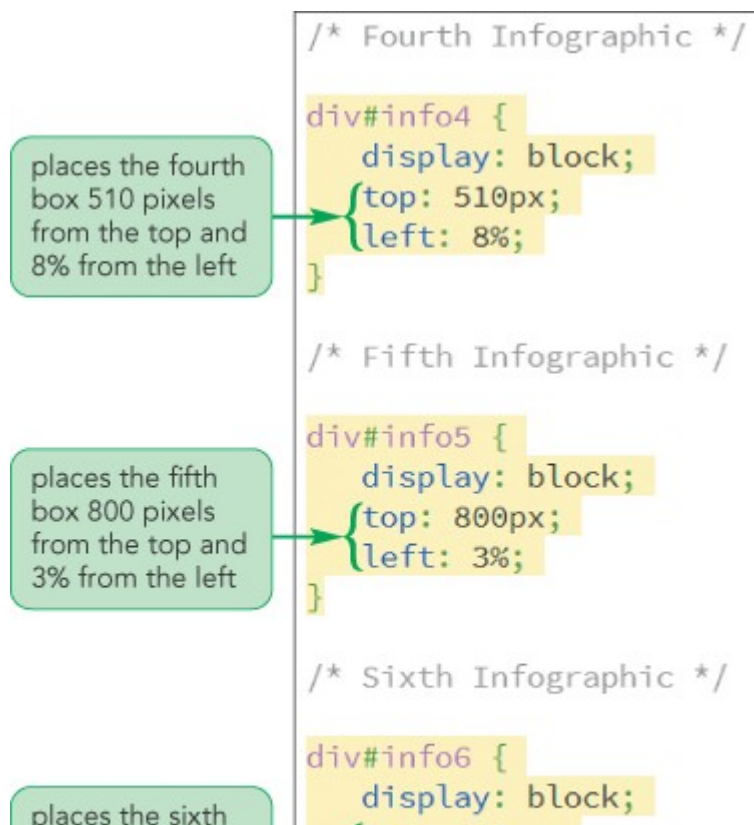 /* Fourth Infographic */
div#info4 {
display: block;
top: 510px;
left: 8%;
}
places the fourth
box 510 pixels
from the top and
8% from the left
/* Fifth Infographic */
div#info5 {
display: block;
top: 800px;
left: 3%;
}
places the fifth
box 800 pixels
from the top and
3% from the left
/* Sixth Infographic */
div#info6 {
display: block;
places the sixth